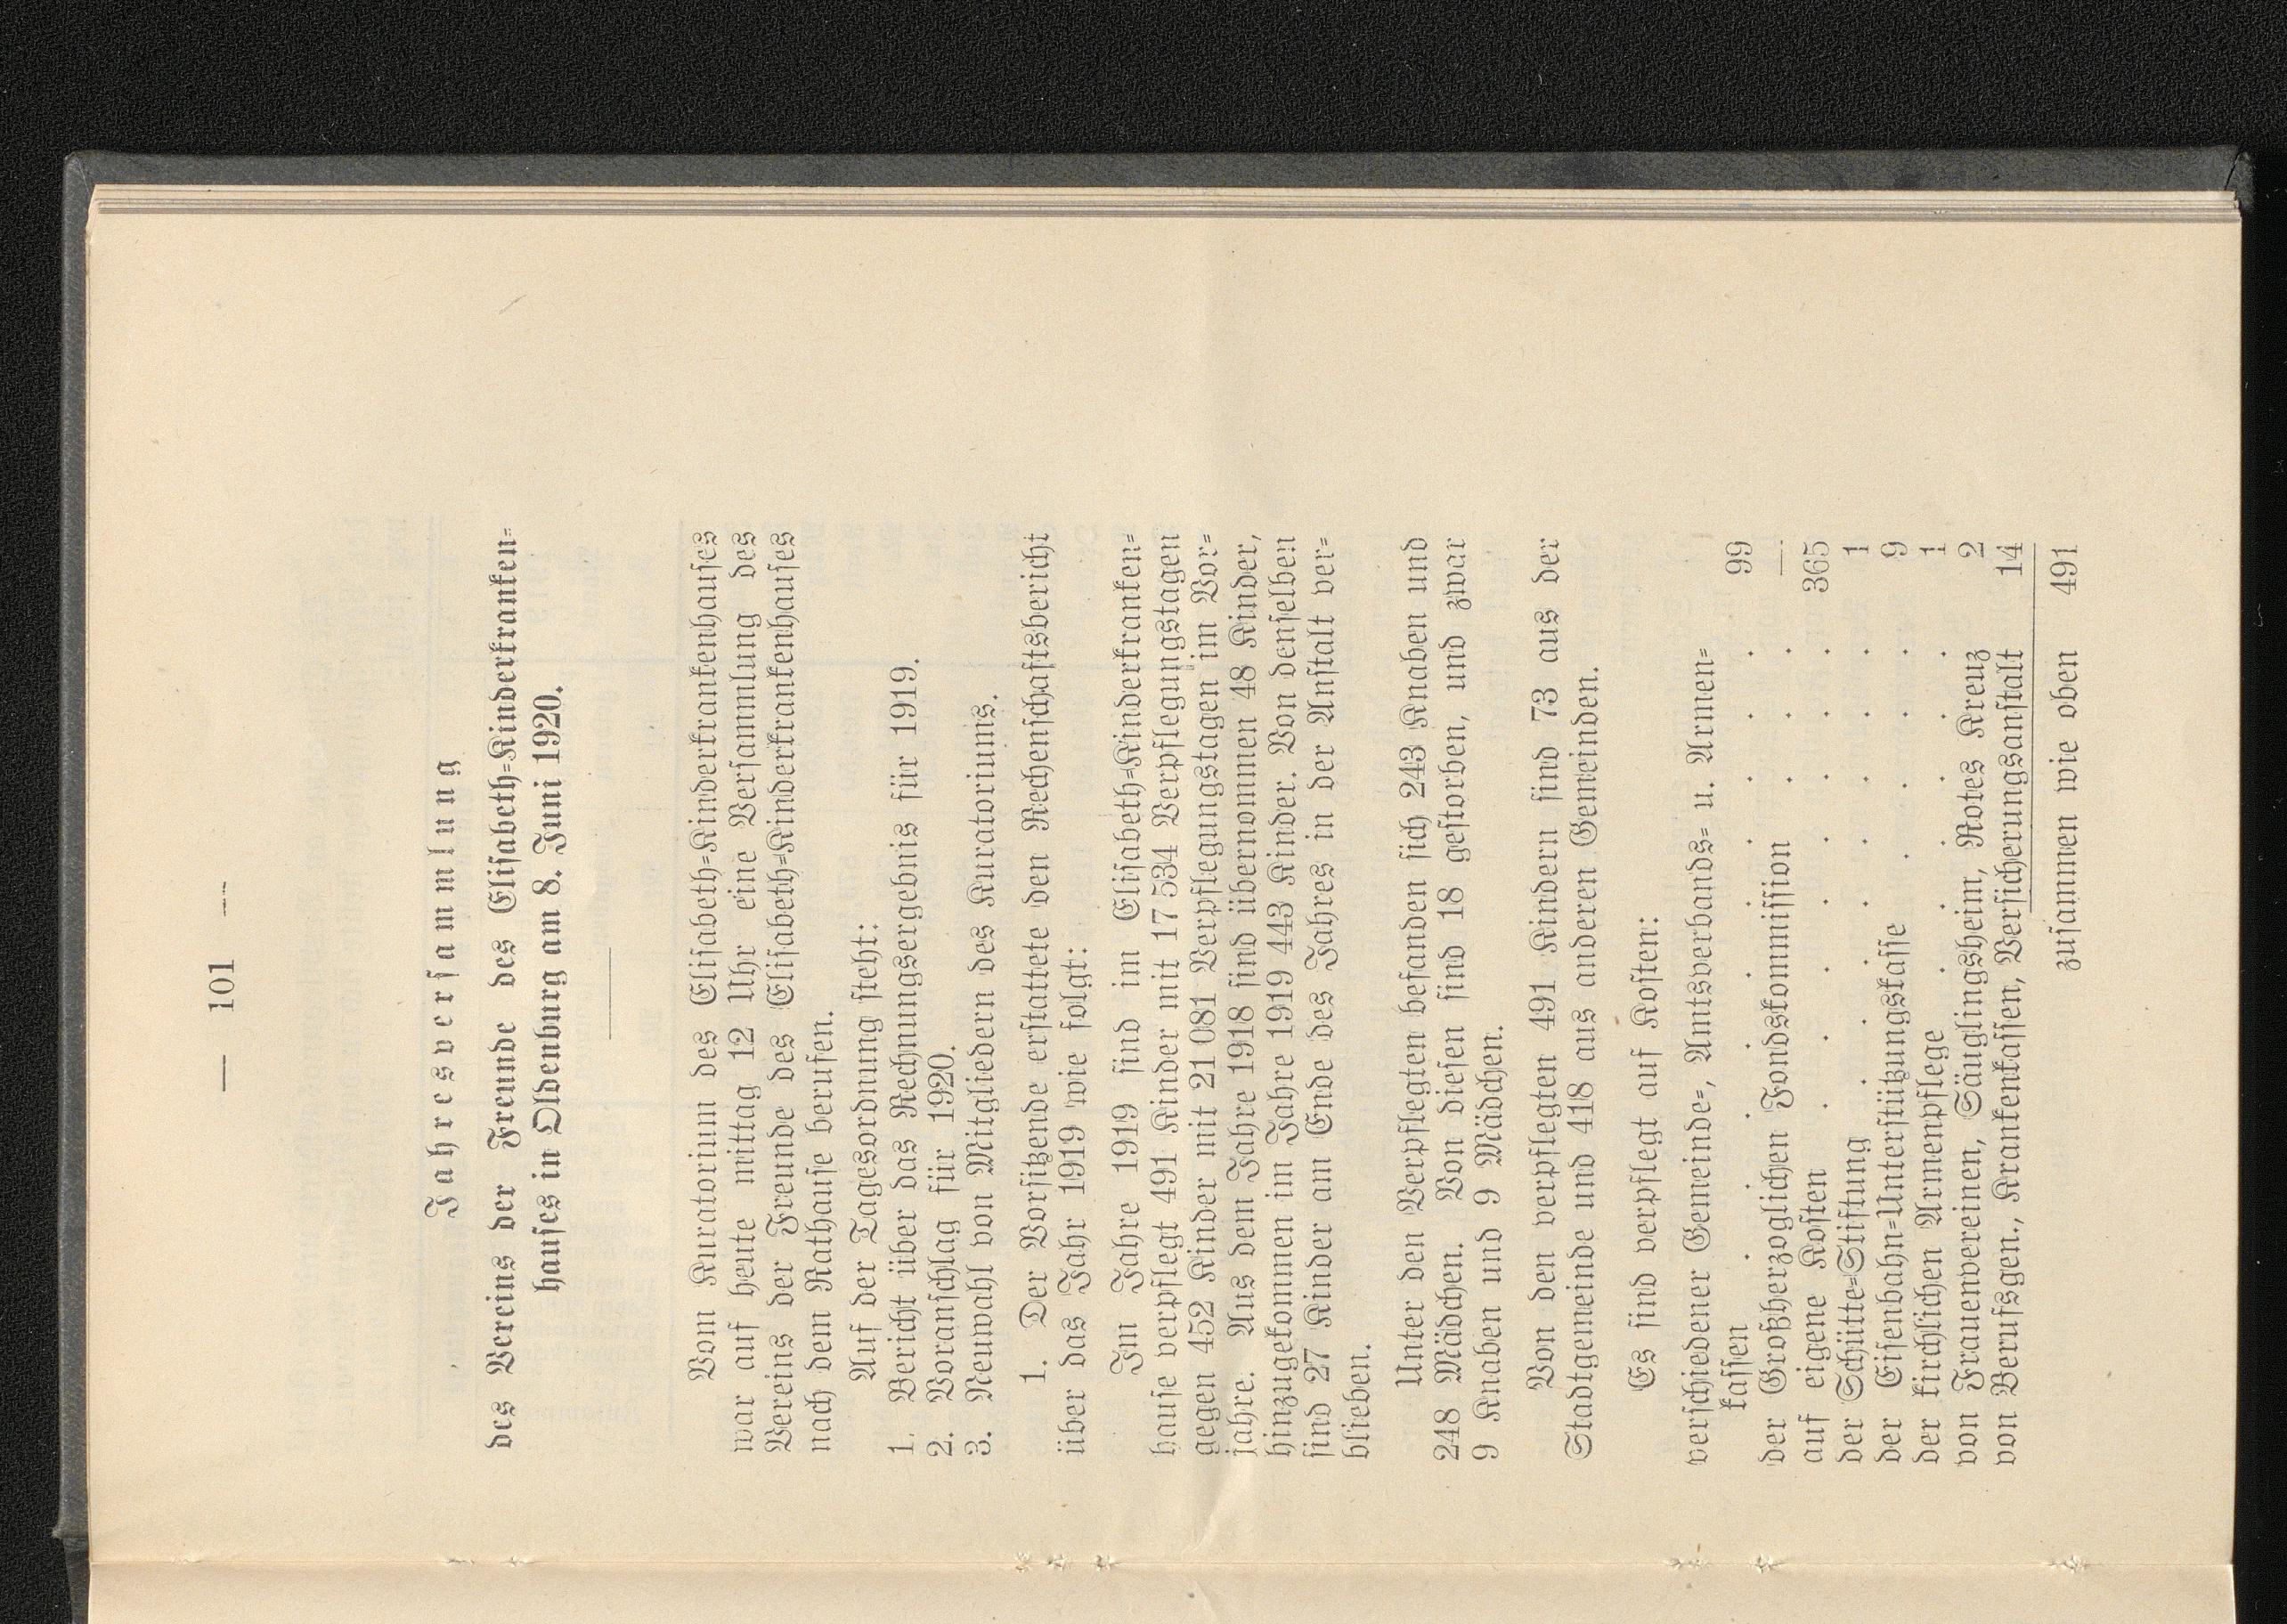 — 101 —
Jahresversammlung
des Vereins der Freunde des Elisabeth-Kinderkranken-
hauses in Oldenburg am 8. Juni 1920.
Vom Kuratorium des Elisabeth-Kinderkrankenhauses
war auf heute mittag 12 Uhr eine Versammlung des
Vereins der Freunde des Elisabeth-Kinderkrankenhauses
nach dem Rathause berufen.
Auf der Tagesordnung steht:
1. Bericht über das Rechnungsergebnis für 1919.
2. Voranschlag für 1920.
3. Neuwahl von Mitgliedern des Kuratoriums.
1. Der Vorsitzende erstattete den Rechenschaftsbericht
über das Jahr 1919 wie folgt:
Im Jahre 1919 sind im Elisabeth-Kinderkranken-
hause verpflegt 491 Kinder mit 17 534 Verpflegungstagen
gegen 452 Kinder mit 21 081 Verpflegungstagen im Vor-
jahre. Aus dem Jahre 1918 sind übernommen 48 Kinder,
hinzugekommen im Jahre 1919 443 Kinder. Von denselben
sind 27 Kinder am Ende des Jahres in der Anstalt ver-
blieben.
Unter den Verpflegten befanden sich 243 Knaben und
248 Mädchen. Von diesen sind 18 gestorben, und zwar
9 Knaben und 9 Mädchen.
Von den verpflegten 491 Kindern sind 73 aus der
Stadtgemeinde und 418 aus anderen Gemeinden.
Es sind verpflegt auf Kosten:
verschiedener Gemeinde-, Amtsverbands- u. Armen-
kassen . . . . . . . . . . 99
der Großherzoglichen Fondskommission . . . —
auf eigene Kosten . . . . . . . . 365
der Schütte-Stiftung . . . . . . . . 1
der Eisenbahn-Unterstützungskasse . . . . 9
der kirchlichen Armenpflege . . . . . . 1
von Frauenvereinen, Säuglingsheim, Rotes Kreuz 2
von Berufsgen., Krankenkassen, Versicherungsanstalt 14
zusammen wie oben 491